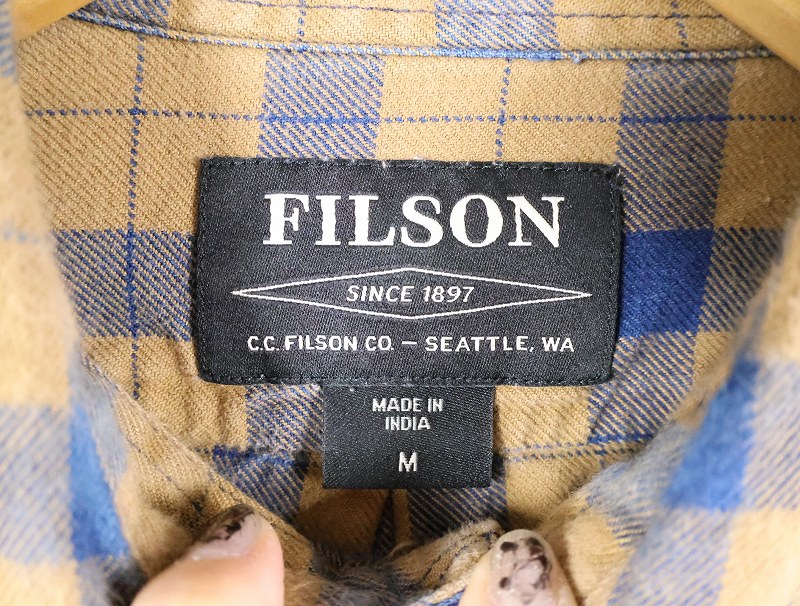 FILSON
SINCE 1897
C.C. FILSON CO. – SEATTLE, WA
MADE IN
INDIA
M